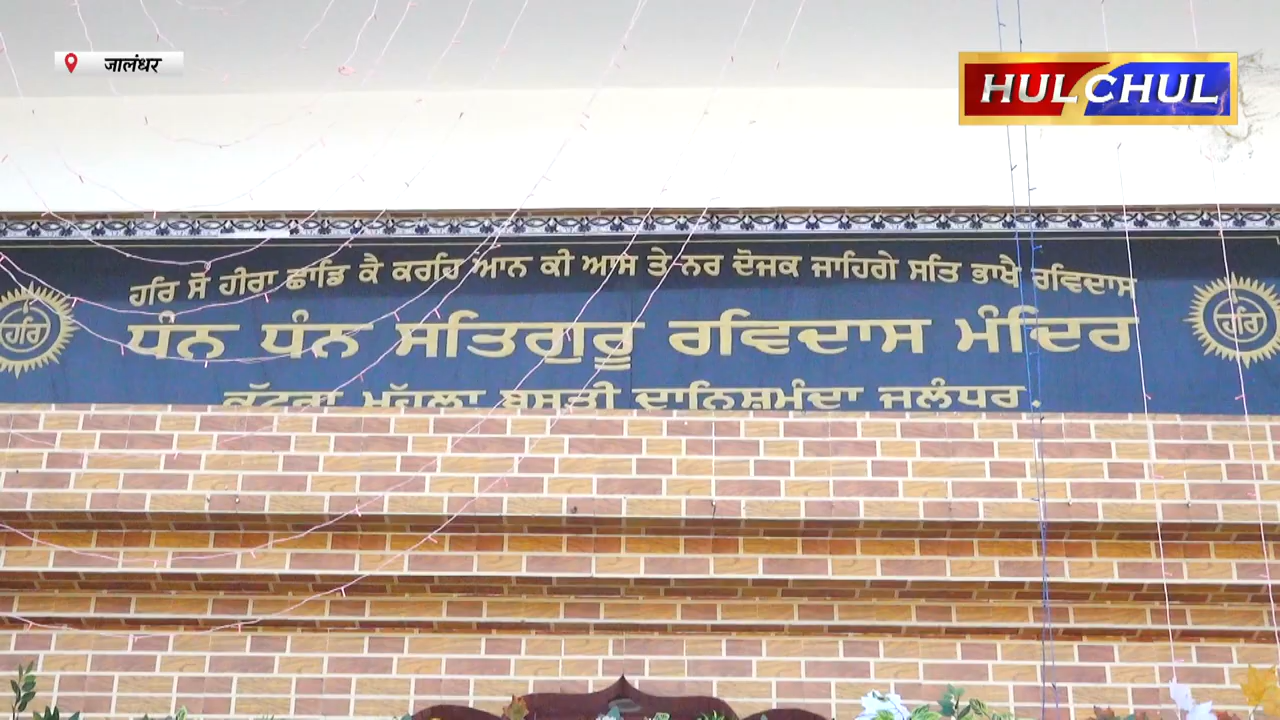 जालंधर
HULCHUL
ਹਰਿ ਸੋ ਹੀਰਾ ਛਾਡਿ ਕੈ ਕਰਹਿ ਆਨ ਕੀ ਆਸ ਤੇ ਨਰ ਦੋਜਕ ਜਾਹਿਗੇ ਸਤਿ ਭਾਖੈ ਰਵਿਦਾਸ
ਹਰਿ
ਧੰਨ ਧੰਨ ਸਤਿਗੁਰੂ ਰਵਿਦਾਸ ਮੰਦਿਰ
ਹਰਿ
ਮੁਹੱਲਾ ਬਸਤੀ ਦਾਨਿਸ਼ਮੰਦਾ ਜਲੰਧਰ.